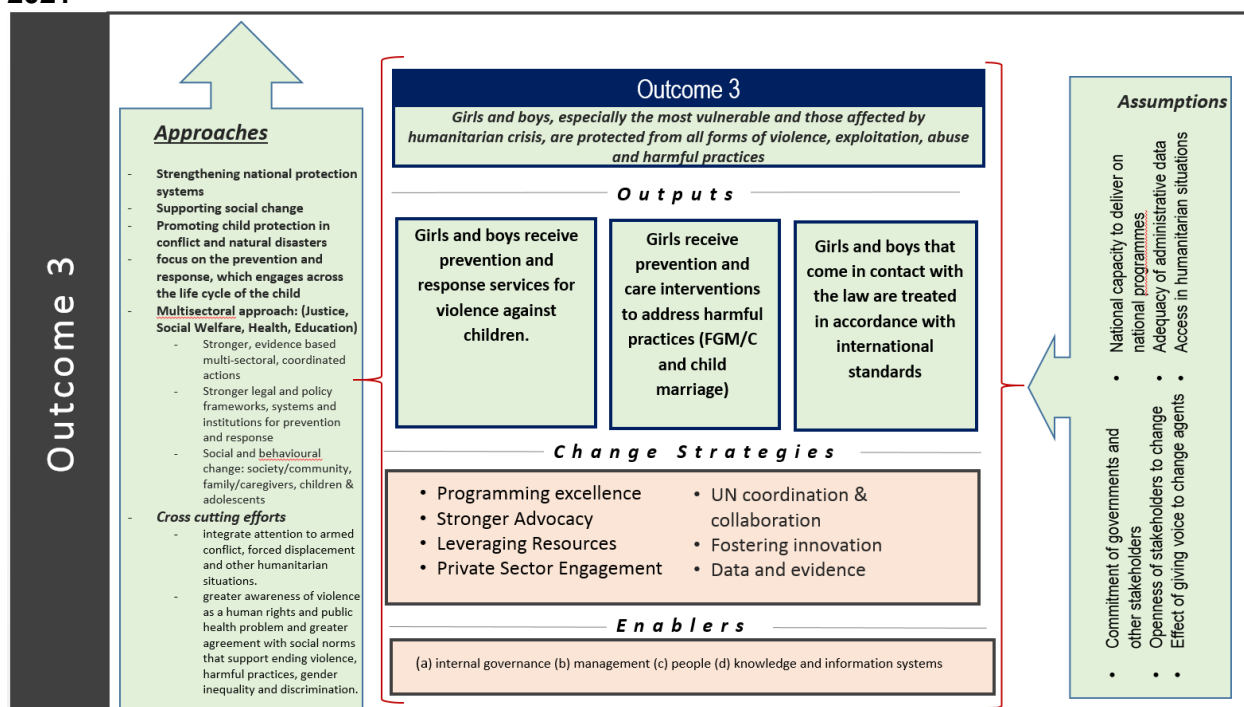 Outcome 3
Approaches
- Strengthening national protection
systems
- Supporting social change
- Promoting child protection in
conflict and natural disasters
- focus on the prevention and
response, which engages across
the life cycle of the child
- Multisectoral approach: (Justice,
Social Welfare, Health, Education)
- Stronger, evidence based
multi-sectoral, coordinated
actions
- Stronger legal and policy
frameworks, systems and
institutions for prevention
and response
- Social and behavioural
change: society/community,
family/caregivers, children &
adolescents
- Cross cutting efforts
- integrate attention to armed
conflict, forced displacement
and other humanitarian
situations.
- greater awareness of violence
as a human rights and public
health problem and greater
agreement with social norms
that support ending violence,
harmful practices, gender
inequality and discrimination.
Outcome 3
Girls and boys, especially the most vulnerable and those affected by
humanitarian crisis, are protected from all forms of violence, exploitation, abuse
and harmful practices
Outputs
Girls and boys receive
prevention and
response services for
violence against
children.
Girls receive
prevention and
care interventions
to address harmful
practices (FGM/C
and child
marriage)
Girls and boys that
come in contact with
the law are treated
in accordance with
international
standards
Change Strategies
• Programming excellence
• Stronger Advocacy
• Leveraging Resources
• Private Sector Engagement
• UN coordination &
collaboration
• Fostering innovation
• Data and evidence
Enablers
(a) internal governance (b) management (c) people (d) knowledge and information systems
Assumptions
• Commitment of governments and
other stakeholders
• Openness of stakeholders to change
• Effect of giving voice to change agents
• National capacity to deliver on
national programmes
• Adequacy of administrative data
• Access in humanitarian situations